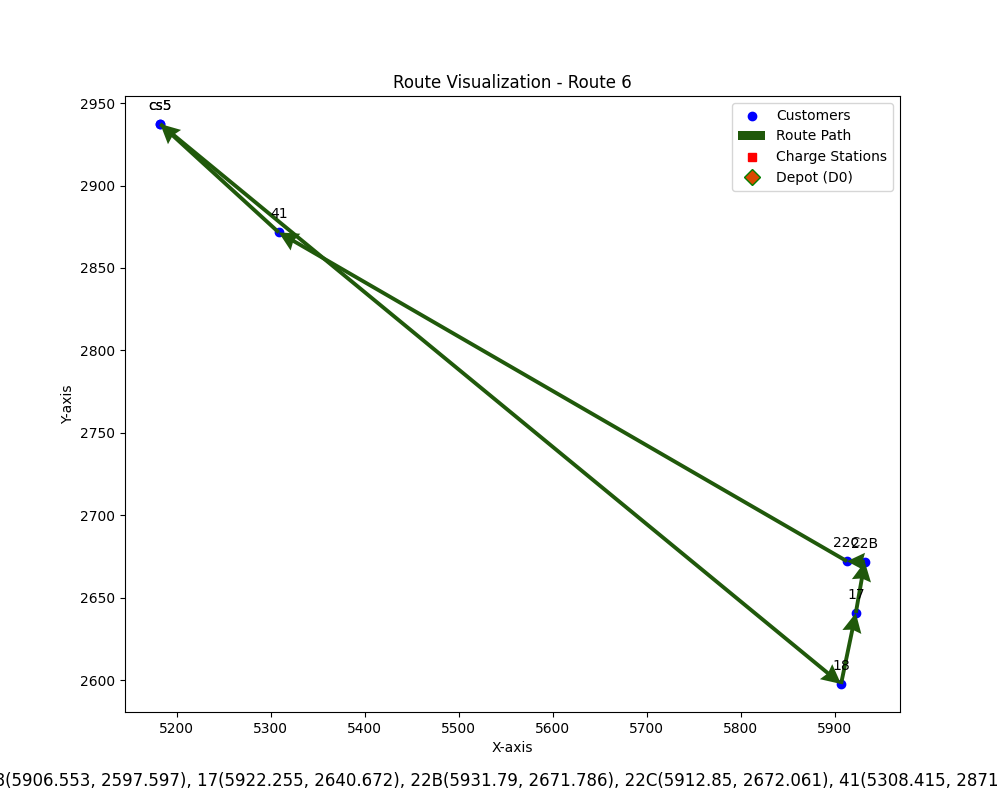 Route Visualization - Route 6
cs5
41
22C
22B
17
18
Customers
Route Path
Charge Stations
Depot (D0)
2950
2900
2850
2800
2750
2700
2650
2600
Y-axis
5200 5300 5400 5500 5600 5700 5800 5900
X-axis
(5906.553, 2597.597), 17(5922.255, 2640.672), 22B(5931.79, 2671.786), 22C(5912.85, 2672.061), 41(5308.415, 2871